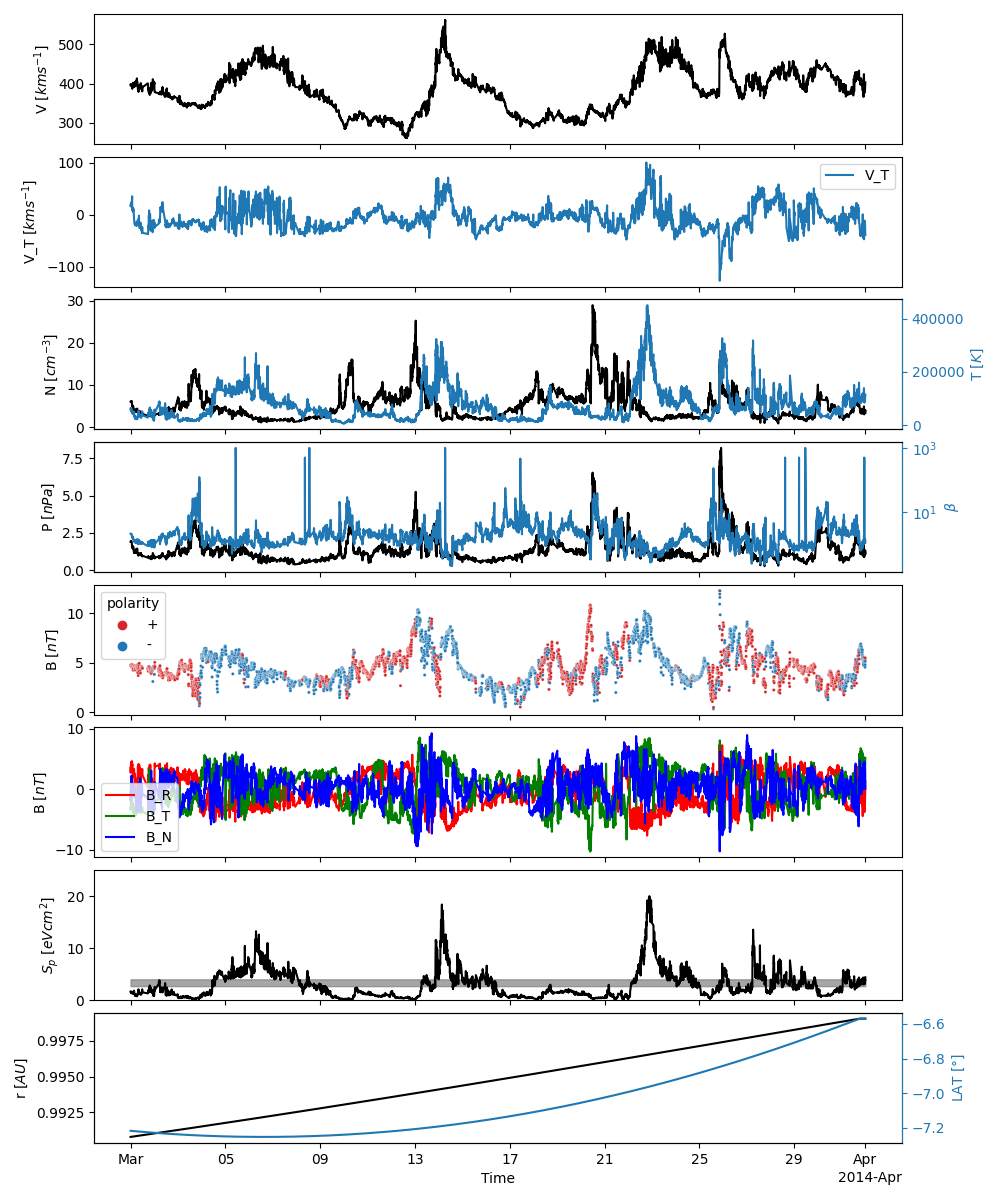 500
400
300
V [kms⁻¹]
100
0
−100
V_T [kms⁻¹]
V_T
30
20
10
0
N [cm⁻³]
400000
200000
0
T [K]
7.5
5.0
2.5
0.0
P [nPa]
10³
10¹
β
10
5
0
B [nT]
polarity
+
-
10
0
−10
B [nT]
B_R
B_T
B_N
20
10
0
S_p [eVcm²]
0.9975
0.9950
0.9925
r [AU]
−6.6
−6.8
−7.0
−7.2
LAT [°]
Mar 05 09 13 17 21 25 29 Apr
Time
2014-Apr